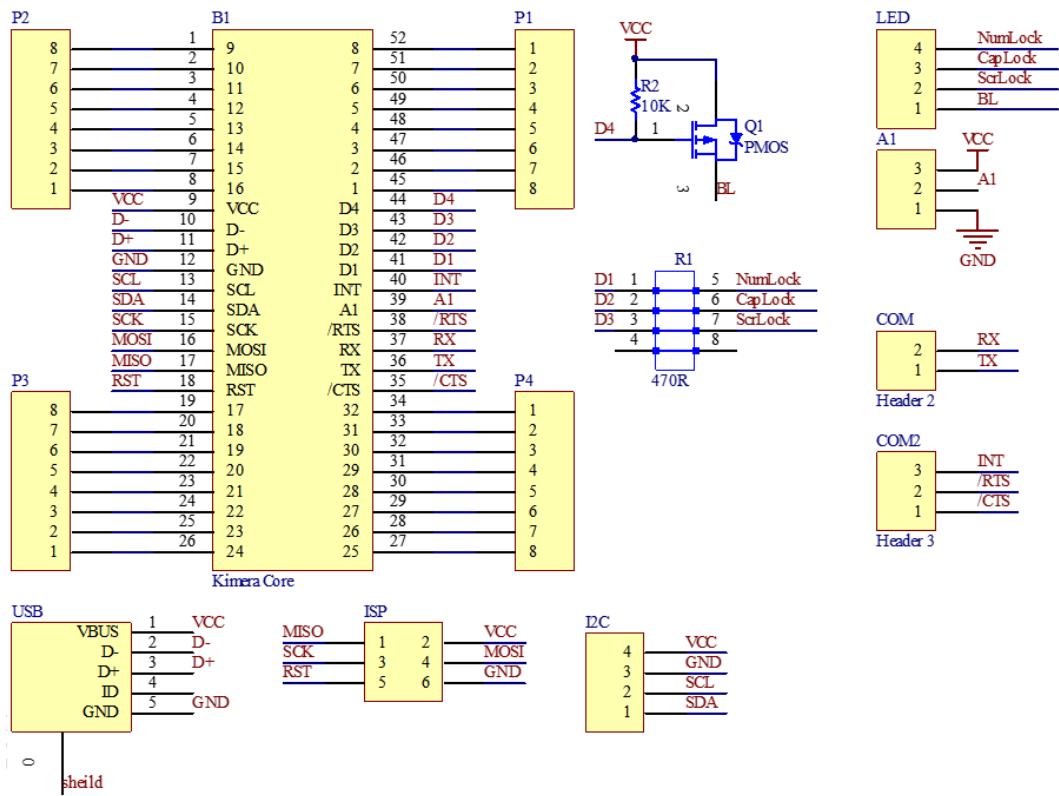 P2 B1 P1
8 1 9 8 52 1
7 2 10 7 51 2
6 3 11 6 50 3
5 4 12 5 49 4
4 5 13 4 48 5
3 6 14 3 47 6
2 7 15 2 46 7
1 8 16 1 45 8
VCC 9 VCC D4 44 D4
D- 10 D- D3 43 D3
D+ 11 D+ D2 42 D2
GND 12 GND D1 41 D1
SCL 13 SCL INT 40 INT
SDA 14 SDA A1 39 A1
SCK 15 SCK /RTS 38 /RTS
MOSI 16 MOSI RX 37 RX
MISO 17 MISO TX 36 TX
RST 18 RST /CTS 35 /CTS
P3 P4
8 19 17 32 34 1
7 20 18 31 33 2
6 21 19 30 32 3
5 22 20 29 31 4
4 23 21 28 30 5
3 24 22 27 29 6
2 25 23 26 28 7
1 26 24 25 27 8
Kimera Core
VCC
R2
10K
2
D4 1
Q1
PMOS
3 BL
R1
D1 1 5 NumLock
D2 2 6 CapLock
D3 3 7 ScrLock
4 8
470R
LED
4 NumLock
3 CapLock
2 ScrLock
1 BL
A1
VCC
3
2 A1
1
GND
COM
2 RX
1 TX
Header 2
COM2
3 INT
2 /RTS
1 /CTS
Header 3
USB
VBUS 1 VCC
D- 2 D-
D+ 3 D+
ID 4
GND 5 GND
0
sheild
ISP
MISO 1 2 VCC
SCK 3 4 MOSI
RST 5 6 GND
I2C
4 VCC
3 GND
2 SCL
1 SDA